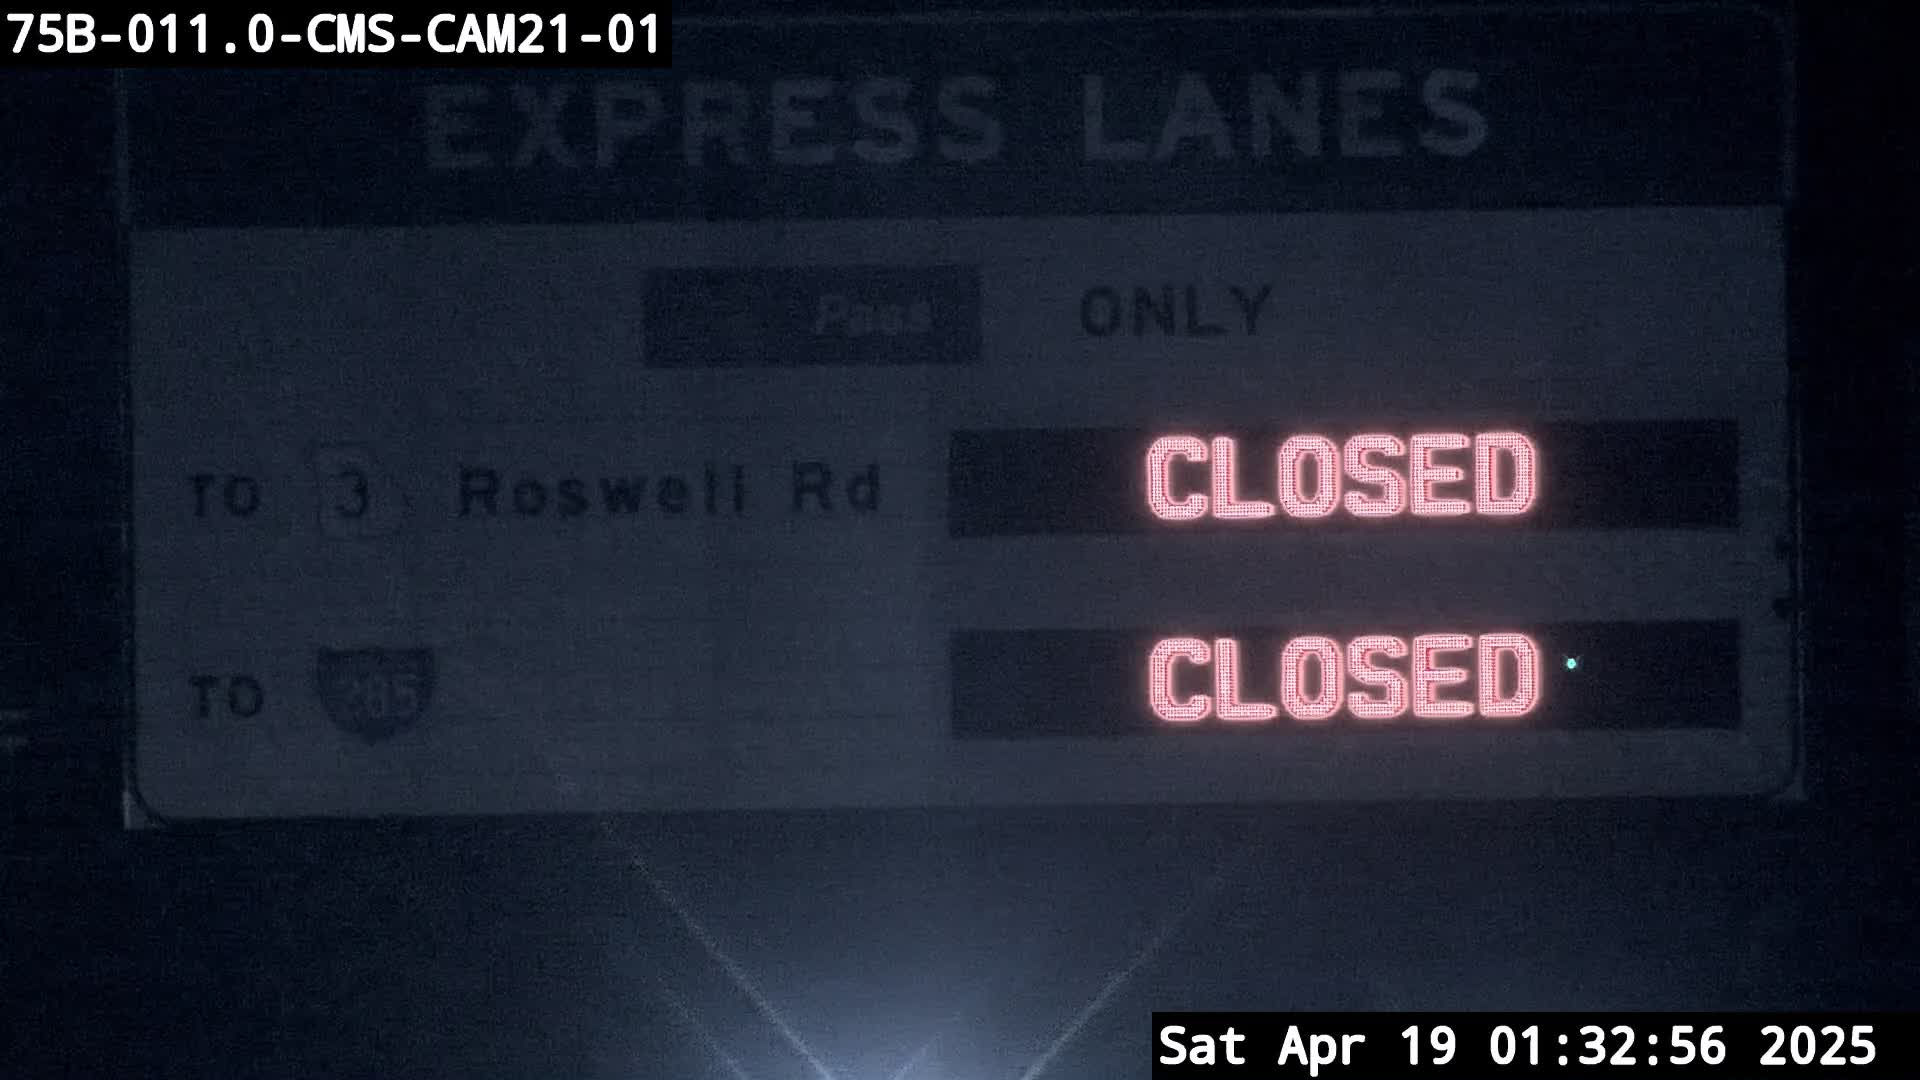 75B-011.0-CMS-CAM21-01
EXPRESS LANES
Pass ONLY
TO 3 Roswell Rd CLOSED
TO 285 CLOSED
Sat Apr 19 01:32:56 2025